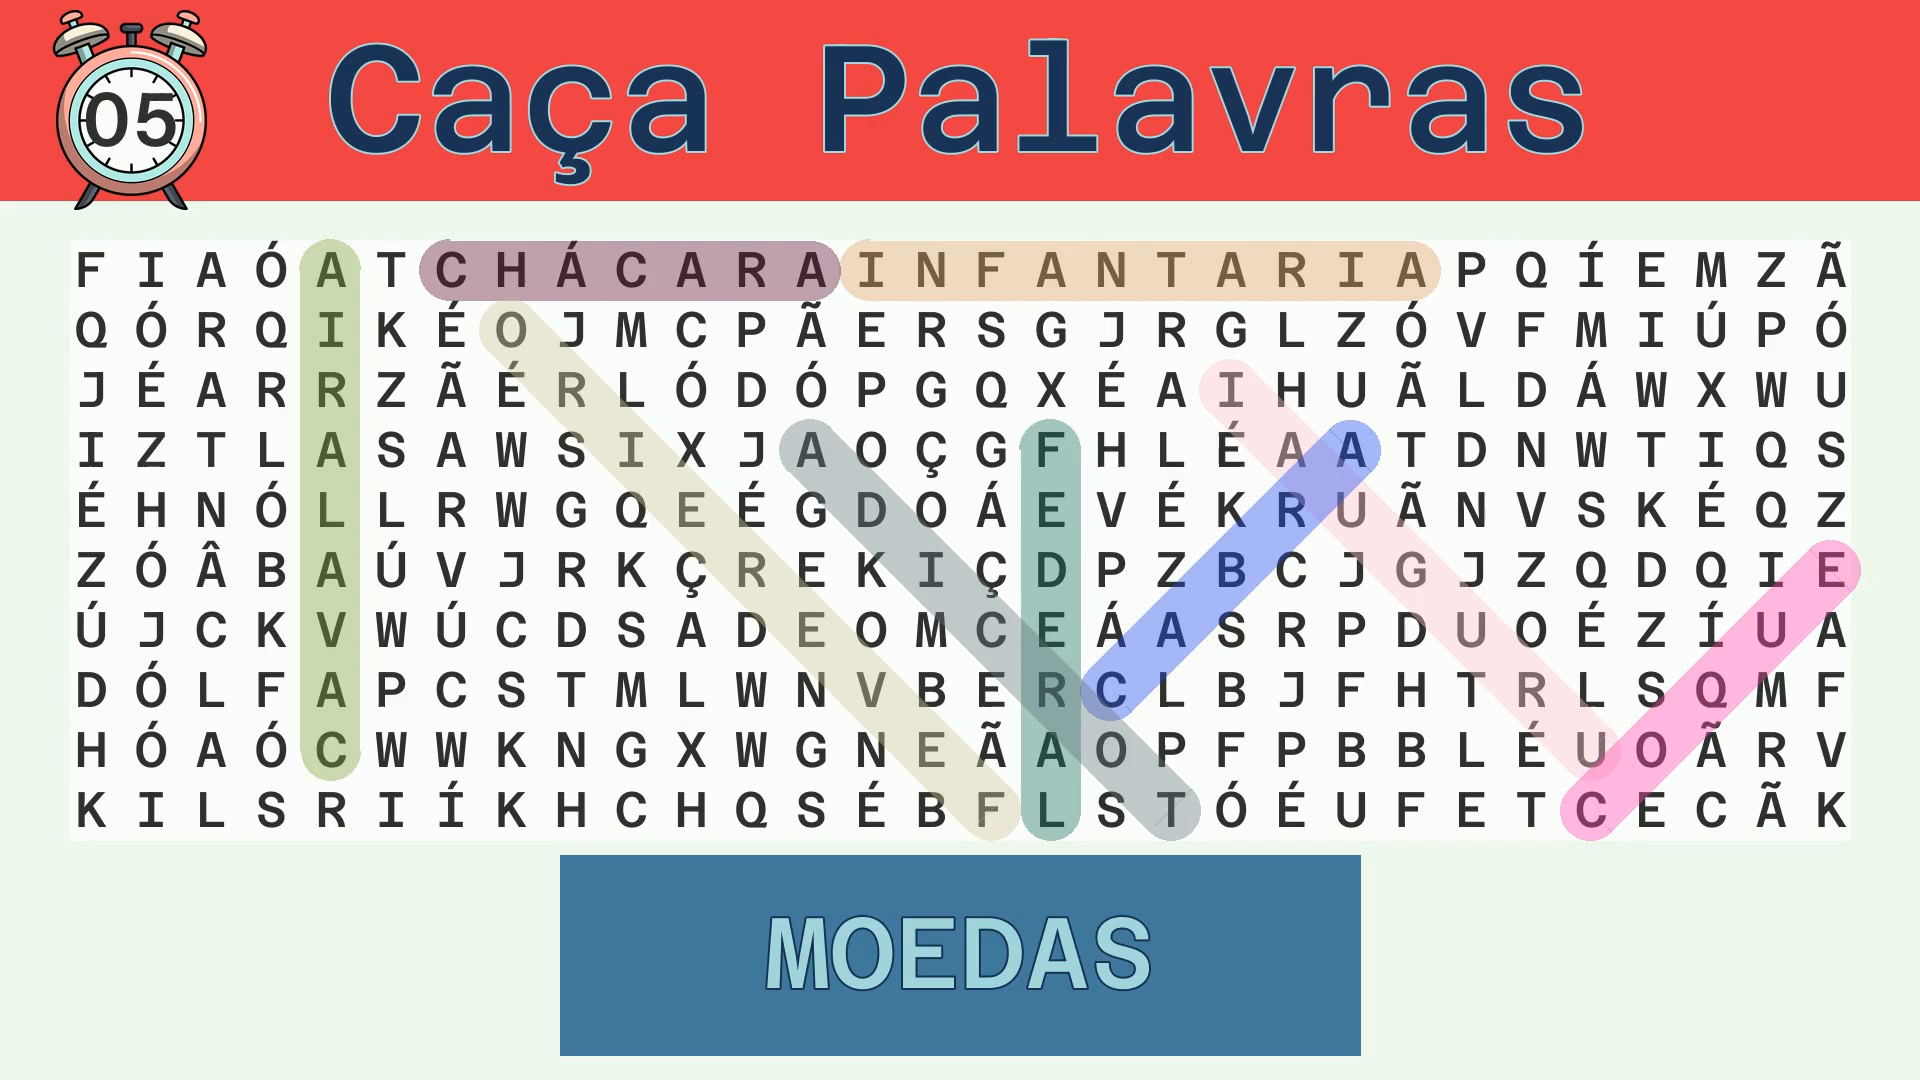 05
Caça Palavras
F I A Ó A T C H Á C A R A I N F A N T A R I A P Q Í E M Z Ã
Q Ó R Q I K É O J M C P Ã E R S G J R G L Z Ó V F M I Ú P Ó
J É A R R Z Ã É R L Ó D Ó P G Q X É A I H U Ã L D Á W X W U
I Z T L A S A W S I X J A O Ç G F H L É A A T D N W T I Q S
É H N Ó L L R W G Q E É G D O Á E V É K R U Ã N V S K É Q Z
Z Ó Â B A Ú V J R K Ç R E K I Ç D P Z B C J G J Z Q D Q I E
Ú J C K V W Ú C D S A D E O M C E Á A S R P D U O É Z Í U A
D Ó L F A P C S T M L W N V B E R C L B J F H T R L S Q M F
H Ó A Ó C W W K N G X W G N E Ã A O P F P B B L É U O Ã R V
K I L S R I Í K H C H Q S É B F L S T Ó É U F E T C E C Ã K
MOEDAS